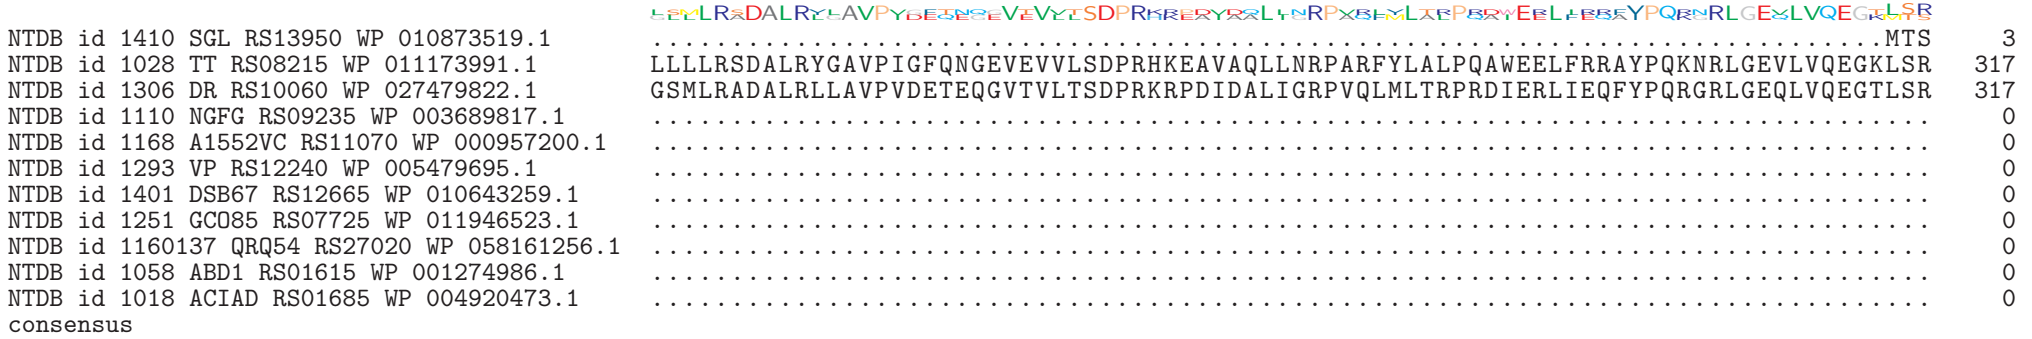 NTDB id 1410 SGL RS13950 WP 010873519.1 .............................................................................MTS 3
NTDB id 1028 TT RS08215 WP 011173991.1 LLLLRSDALRYGAVPIGFQNGEVEVVLSDPRHKEAVAQLLNRPARFYLALPQAWEELFRRAYPQKNRLGEVLVQEGKLSR 317
NTDB id 1306 DR RS10060 WP 027479822.1 GSMLRADALRLLAVPVDETEQGVTVLTSDPRKRPDIDALIGRPVQLMLTRPRDIERLIEQFYPQRGRLGEQLVQEGTLSR 317
NTDB id 1110 NGFG RS09235 WP 003689817.1 ................................................................................ 0
NTDB id 1168 A1552VC RS11070 WP 000957200.1 ................................................................................ 0
NTDB id 1293 VP RS12240 WP 005479695.1 ................................................................................ 0
NTDB id 1401 DSB67 RS12665 WP 010643259.1 ................................................................................ 0
NTDB id 1251 GCO85 RS07725 WP 011946523.1 ................................................................................ 0
NTDB id 1160137 QRQ54 RS27020 WP 058161256.1 ................................................................................ 0
NTDB id 1058 ABD1 RS01615 WP 001274986.1 ................................................................................ 0
NTDB id 1018 ACIAD RS01685 WP 004920473.1 ................................................................................ 0
consensus